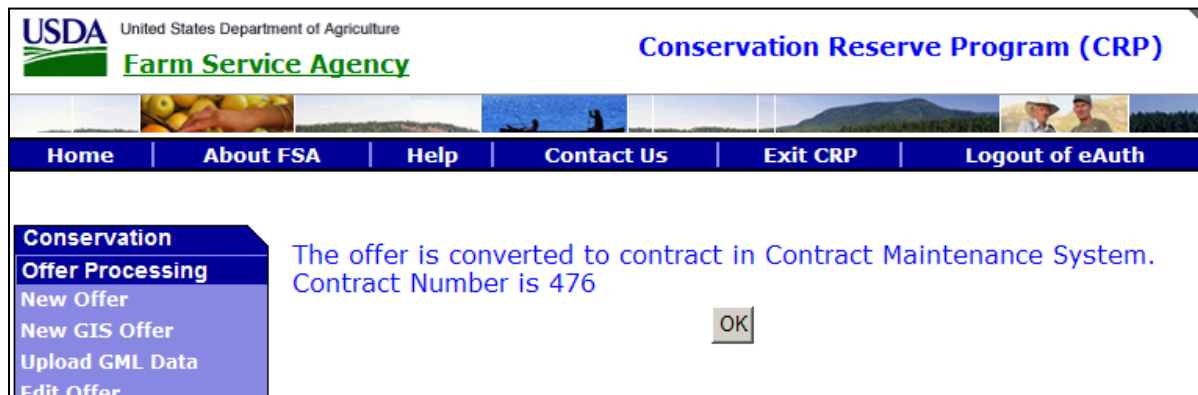 USDA
United States Department of Agriculture
Farm Service Agency
Conservation Reserve Program (CRP)
Home | About FSA | Help | Contact Us | Exit CRP | Logout of eAuth
Conservation
Offer Processing
New Offer
New GIS Offer
Upload GML Data
Edit Offer
The offer is converted to contract in Contract Maintenance System.
Contract Number is 476
OK